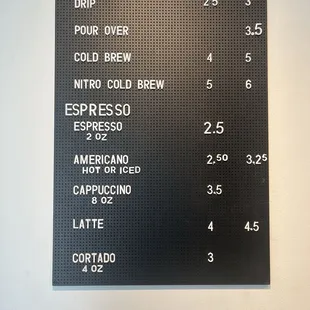 DRIP 2.5 3
POUR OVER 3.5
COLD BREW 4 5
NITRO COLD BREW 5 6
ESPRESSO
ESPRESSO 2.5
2 OZ
AMERICANO 2.50 3.25
HOT OR ICED
CAPPUCCINO 3.5
8 OZ
LATTE 4 4.5
CORTADO 3
4 OZ